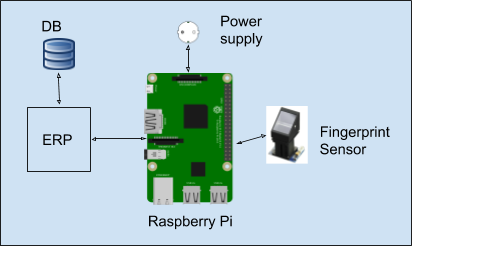 DB
Power
supply
ERP
Fingerprint
Sensor
Raspberry Pi